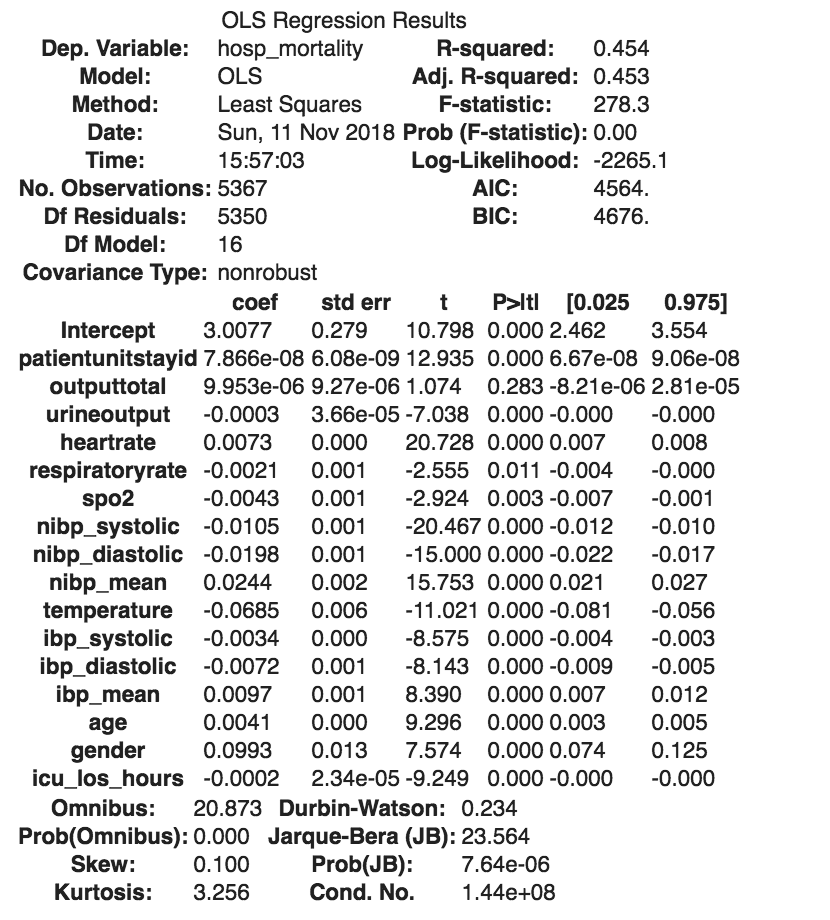 OLS Regression Results
Dep. Variable: hosp_mortality R-squared: 0.454
Model: OLS Adj. R-squared: 0.453
Method: Least Squares F-statistic: 278.3
Date: Sun, 11 Nov 2018 Prob (F-statistic): 0.00
Time: 15:57:03 Log-Likelihood: -2265.1
No. Observations: 5367 AIC: 4564.
Df Residuals: 5350 BIC: 4676.
Df Model: 16
Covariance Type: nonrobust
coef std err t P>|t| [0.025 0.975]
Intercept 3.0077 0.279 10.798 0.000 2.462 3.554
patientunitstayid 7.866e-08 6.08e-09 12.935 0.000 6.67e-08 9.06e-08
outputtotal 9.953e-06 9.27e-06 1.074 0.283 -8.21e-06 2.81e-05
urineoutput -0.0003 3.66e-05 -7.038 0.000 -0.000 -0.000
heartrate 0.0073 0.000 20.728 0.000 0.007 0.008
respiratoryrate -0.0021 0.001 -2.555 0.011 -0.004 -0.000
spo2 -0.0043 0.001 -2.924 0.003 -0.007 -0.001
nibp_systolic -0.0105 0.001 -20.467 0.000 -0.012 -0.010
nibp_diastolic -0.0198 0.001 -15.000 0.000 -0.022 -0.017
nibp_mean 0.0244 0.002 15.753 0.000 0.021 0.027
temperature -0.0685 0.006 -11.021 0.000 -0.081 -0.056
ibp_systolic -0.0034 0.000 -8.575 0.000 -0.004 -0.003
ibp_diastolic -0.0072 0.001 -8.143 0.000 -0.009 -0.005
ibp_mean 0.0097 0.001 8.390 0.000 0.007 0.012
age 0.0041 0.000 9.296 0.000 0.003 0.005
gender 0.0993 0.013 7.574 0.000 0.074 0.125
icu_los_hours -0.0002 2.34e-05 -9.249 0.000 -0.000 -0.000
Omnibus: 20.873 Durbin-Watson: 0.234
Prob(Omnibus): 0.000 Jarque-Bera (JB): 23.564
Skew: 0.100 Prob(JB): 7.64e-06
Kurtosis: 3.256 Cond. No. 1.44e+08